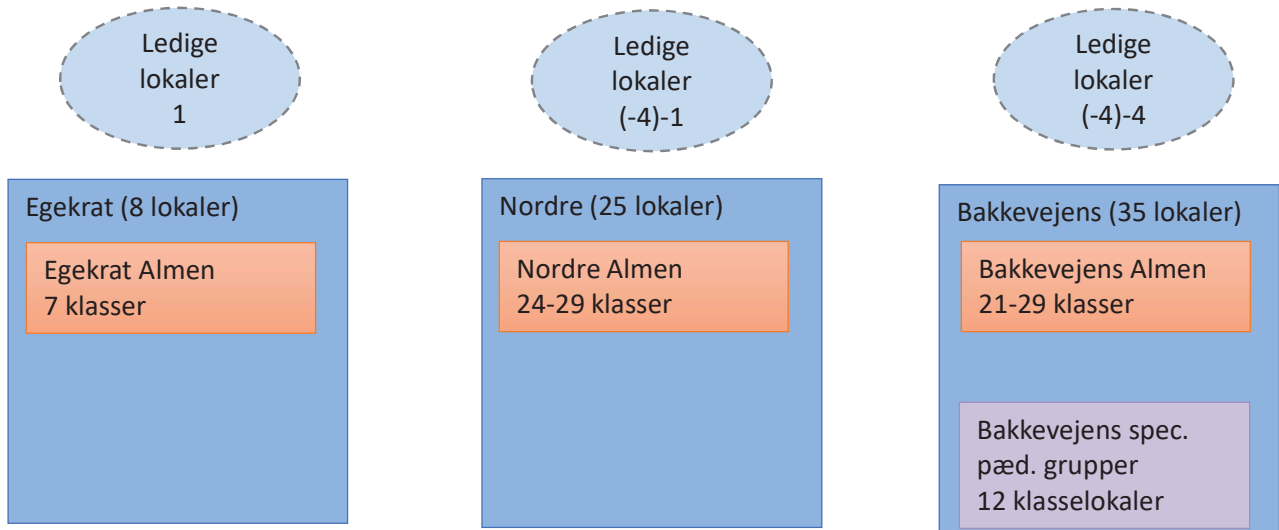 Ledige
lokaler
1
Ledige
lokaler
(-4)-1
Ledige
lokaler
(-4)-4
Egekrat (8 lokaler)
Egekrat Almen
7 klasser
Nordre (25 lokaler)
Nordre Almen
24-29 klasser
Bakkevejens (35 lokaler)
Bakkevejens Almen
21-29 klasser
Bakkevejens spec.
pæd. grupper
12 klasselokaler